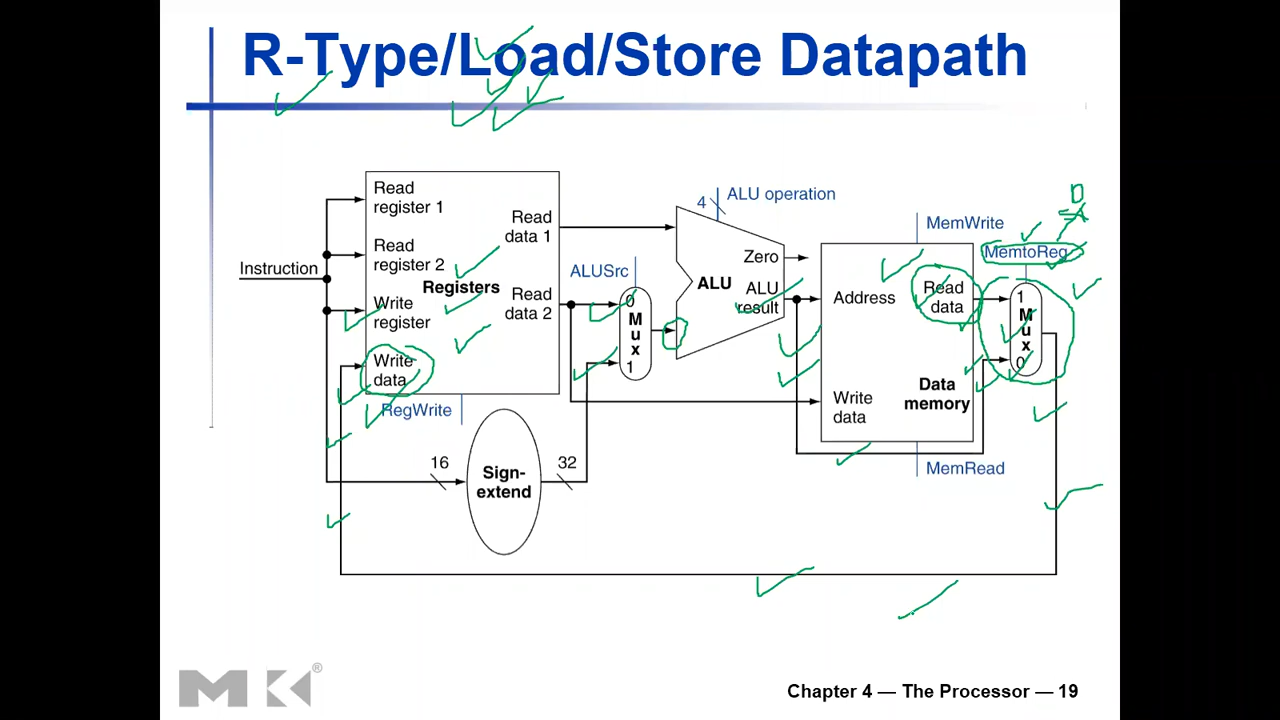 R-Type/Load/Store Datapath
Read
register 1
Read
register 2
Write
register
Write
data
Registers
Read
data 1
Read
data 2
Instruction
RegWrite
16
Sign-
extend
32
ALUSrc
0
M
u
x
1
4
ALU operation
Zero
ALU
ALU
result
MemWrite
Address
Read
data
Write
data
Data
memory
MemRead
D
MemtoReg
1
M
u
x
0
MK®
Chapter 4 — The Processor — 19